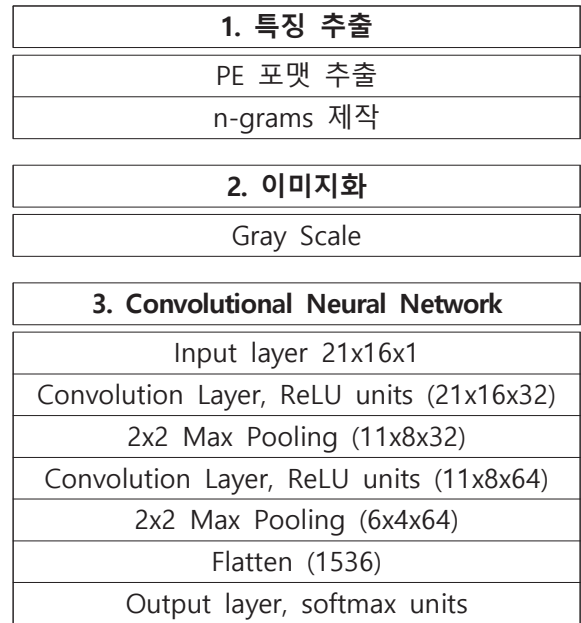 1. 특징 추출
PE 포맷 추출
n-grams 제작
2. 이미지화
Gray Scale
3. Convolutional Neural Network
Input layer 21x16x1
Convolution Layer, ReLU units (21x16x32)
2x2 Max Pooling (11x8x32)
Convolution Layer, ReLU units (11x8x64)
2x2 Max Pooling (6x4x64)
Flatten (1536)
Output layer, softmax units